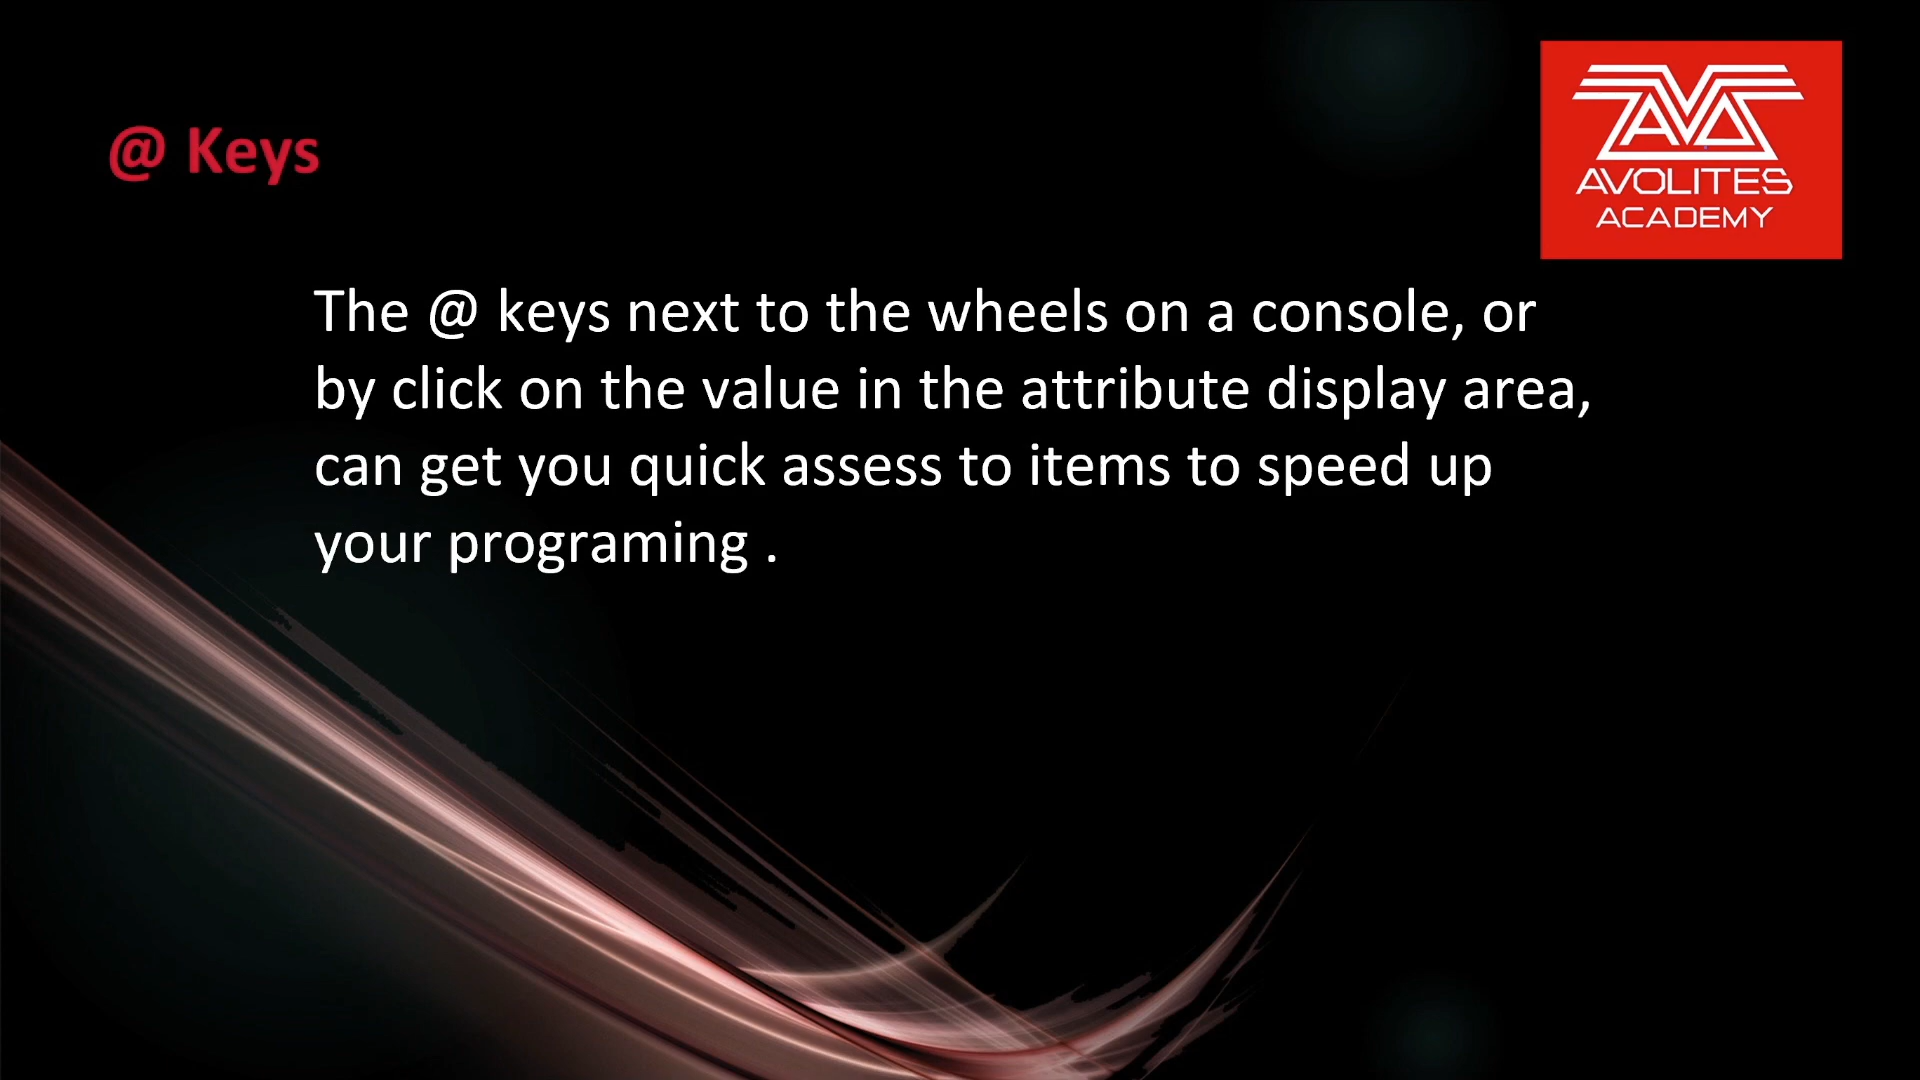 @ Keys
AVOLITES
ACADEMY
The @ keys next to the wheels on a console, or
by click on the value in the attribute display area,
can get you quick assess to items to speed up
your programing .